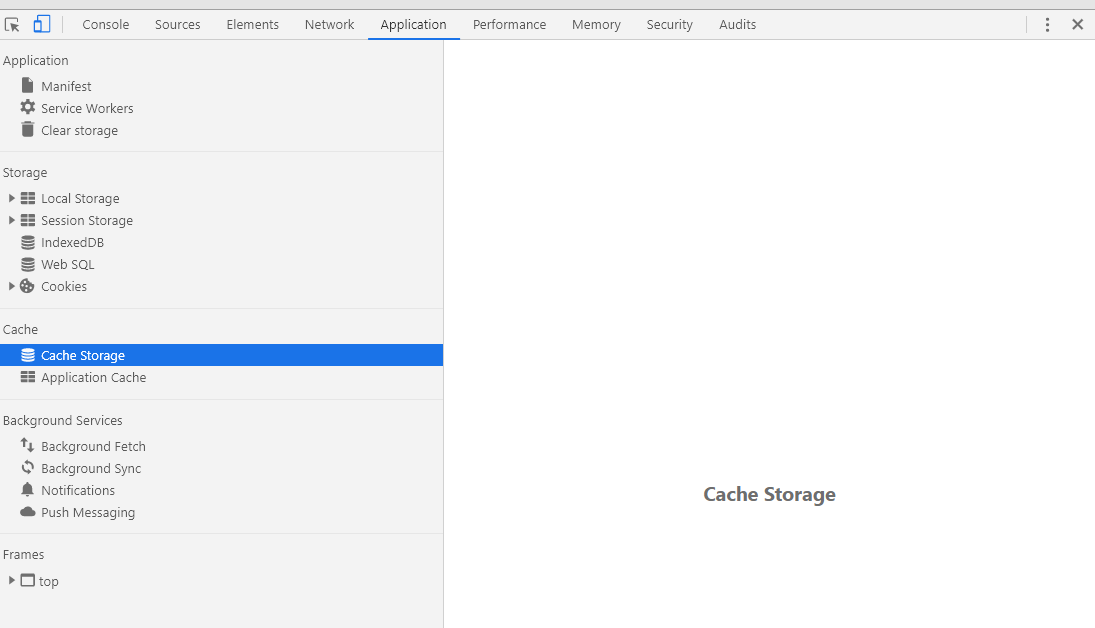 Console Sources Elements Network Application Performance Memory Security Audits
Application
Manifest
Service Workers
Clear storage
Storage
Local Storage
Session Storage
IndexedDB
Web SQL
Cookies
Cache
Cache Storage
Application Cache
Background Services
Background Fetch
Background Sync
Notifications
Push Messaging
Frames
top
Cache Storage